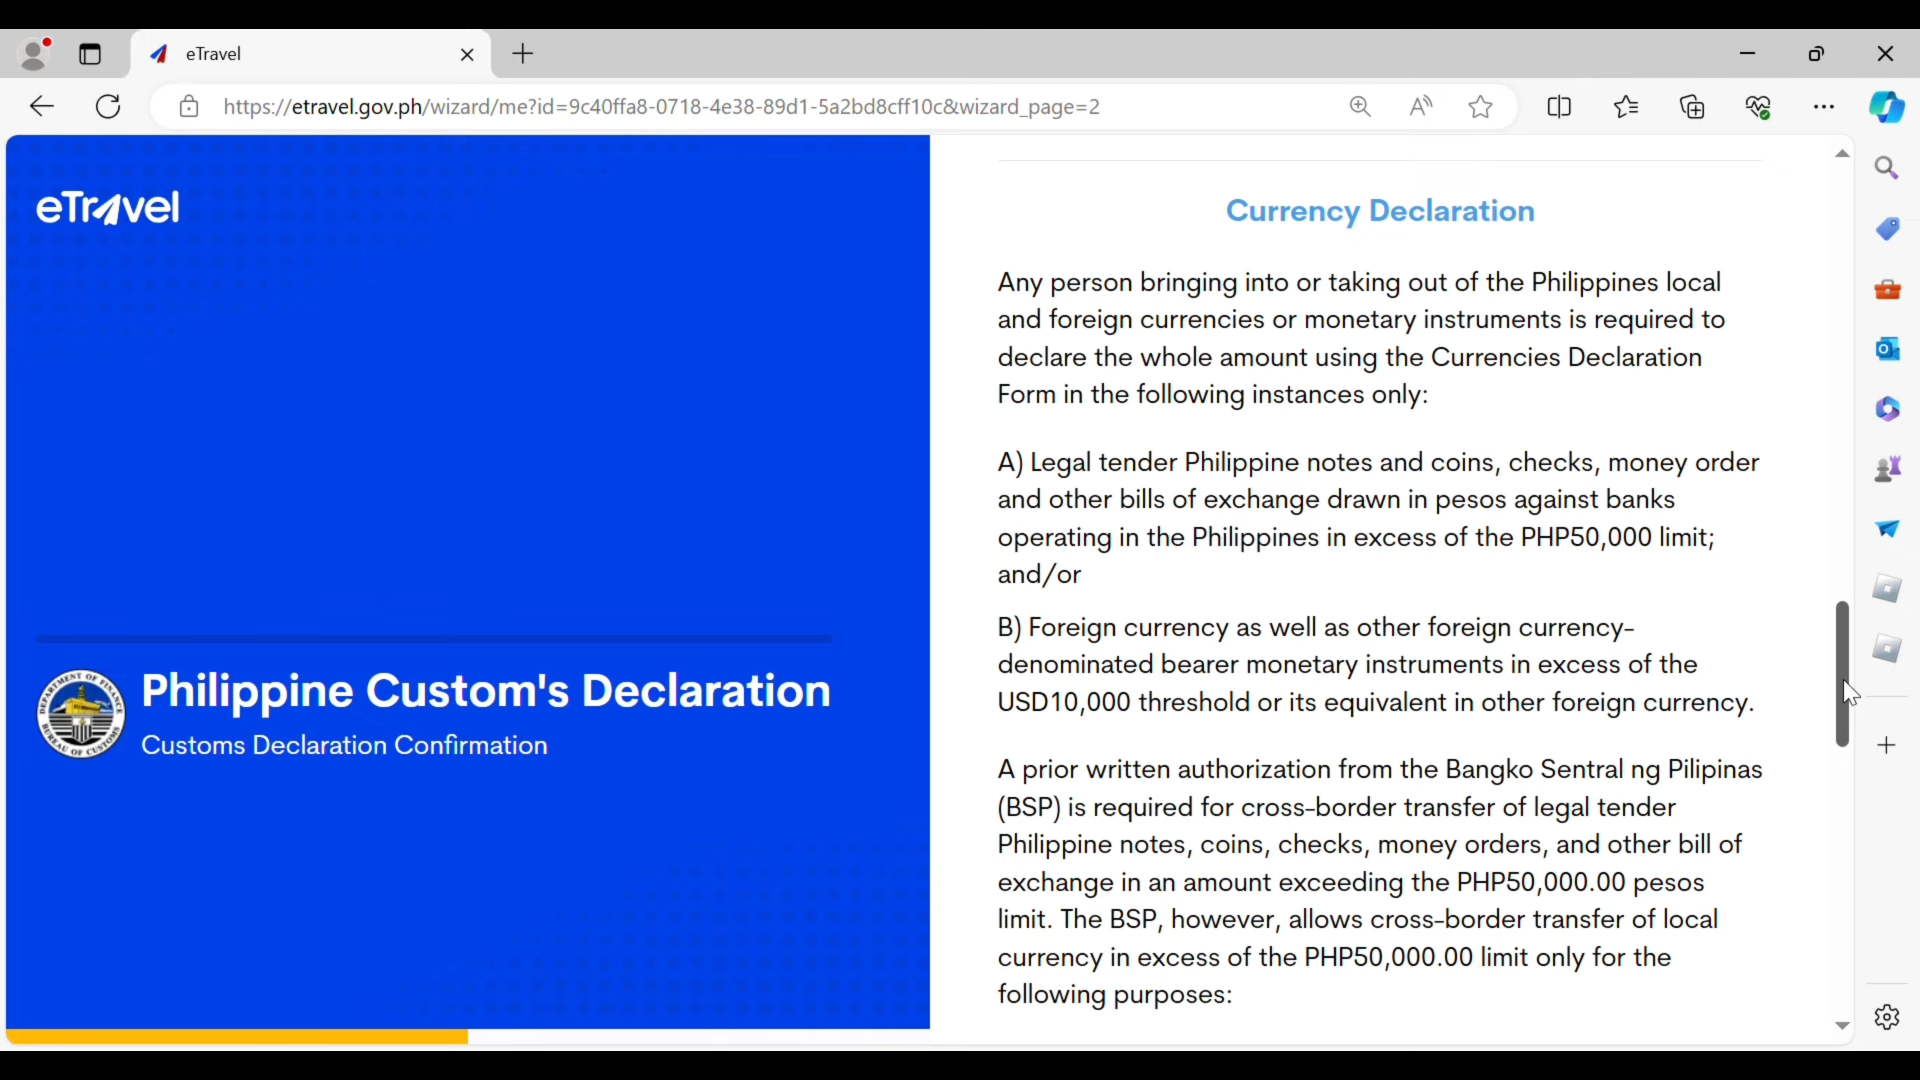 eTravel
https://etravel.gov.ph/wizard/me?id=9c40ffa8-0718-4e38-89d1-5a2bd8cff10c&wizard_page=2
eTravel
Philippine Custom's Declaration
Customs Declaration Confirmation
DEPARTMENT OF FINANCE
BUREAU OF CUSTOMS
Currency Declaration
Any person bringing into or taking out of the Philippines local
and foreign currencies or monetary instruments is required to
declare the whole amount using the Currencies Declaration
Form in the following instances only:
A) Legal tender Philippine notes and coins, checks, money order
and other bills of exchange drawn in pesos against banks
operating in the Philippines in excess of the PHP50,000 limit;
and/or
B) Foreign currency as well as other foreign currency-
denominated bearer monetary instruments in excess of the
USD10,000 threshold or its equivalent in other foreign currency.
A prior written authorization from the Bangko Sentral ng Pilipinas
(BSP) is required for cross-border transfer of legal tender
Philippine notes, coins, checks, money orders, and other bill of
exchange in an amount exceeding the PHP50,000.00 pesos
limit. The BSP, however, allows cross-border transfer of local
currency in excess of the PHP50,000.00 limit only for the
following purposes: